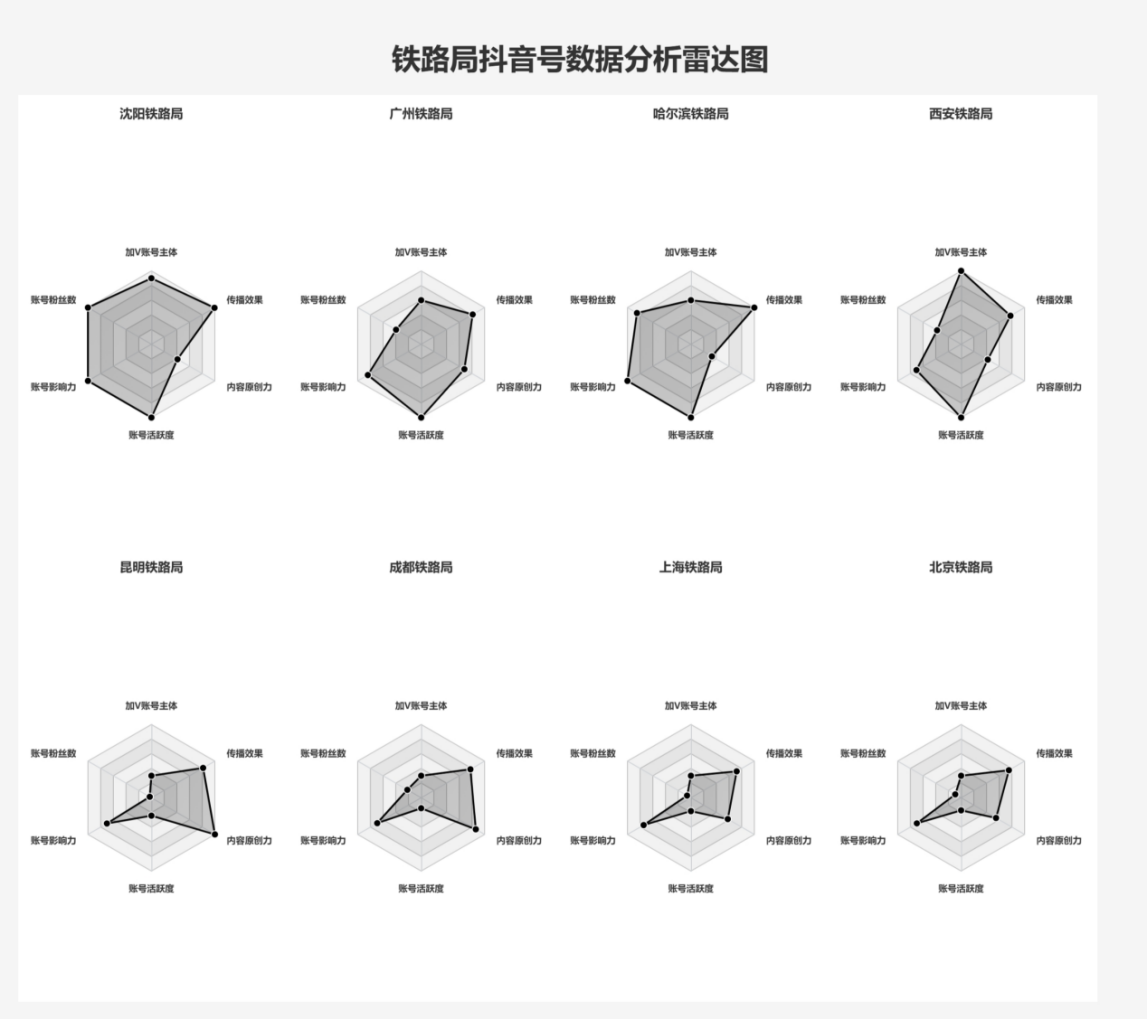 铁路局抖音号数据分析雷达图
沈阳铁路局
广州铁路局
哈尔滨铁路局
西安铁路局
加V账号主体
账号粉丝数
传播效果
账号影响力
内容原创力
账号活跃度
加V账号主体
账号粉丝数
传播效果
账号影响力
内容原创力
账号活跃度
加V账号主体
账号粉丝数
传播效果
账号影响力
内容原创力
账号活跃度
加V账号主体
账号粉丝数
传播效果
账号影响力
内容原创力
账号活跃度
昆明铁路局
成都铁路局
上海铁路局
北京铁路局
加V账号主体
账号粉丝数
传播效果
账号影响力
内容原创力
账号活跃度
加V账号主体
账号粉丝数
传播效果
账号影响力
内容原创力
账号活跃度
加V账号主体
账号粉丝数
传播效果
账号影响力
内容原创力
账号活跃度
加V账号主体
账号粉丝数
传播效果
账号影响力
内容原创力
账号活跃度